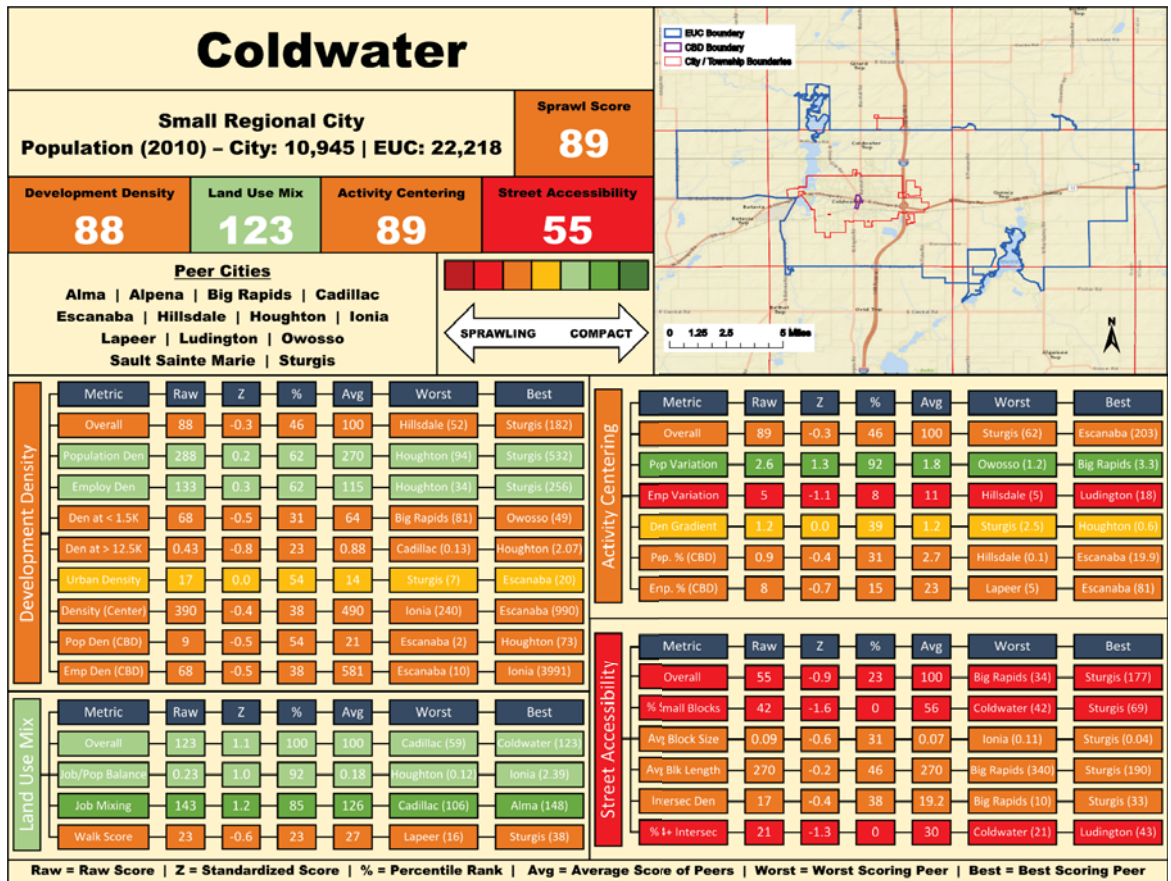 Coldwater
Small Regional City
Population (2010) – City: 10,945 | EUC: 22,218
Sprawl Score
89
Development Density
88
Land Use Mix
123
Activity Centering
89
Street Accessibility
55
Peer Cities
Alma | Alpena | Big Rapids | Cadillac
Escanaba | Hillsdale | Houghton | Ionia
Lapeer | Ludington | Owosso
Sault Sainte Marie | Sturgis
SPRAWLING COMPACT
EUC Boundary
CBD Boundary
City / Township Boundaries
Girard Twp
Coldwater Twp
Quincy Twp
Quincy
Batavia
Batavia Twp
Bethel Twp
Ovid Twp
Algansee Twp
0 1.25 2.5 5 Miles
N
Development Density
Metric Raw Z % Avg Worst Best
Overall 88 -0.3 46 100 Hillsdale (52) Sturgis (182)
Population Den 288 0.2 62 270 Houghton (94) Sturgis (532)
Employ Den 133 0.3 62 115 Houghton (34) Sturgis (256)
Den at < 1.5K 68 -0.5 31 64 Big Rapids (81) Owosso (49)
Den at > 12.5K 0.43 -0.8 23 0.88 Cadillac (0.13) Houghton (2.07)
Urban Density 17 0.0 54 14 Sturgis (7) Escanaba (20)
Density (Center) 390 -0.4 38 490 Ionia (240) Escanaba (990)
Pop Den (CBD) 9 -0.5 54 21 Escanaba (2) Houghton (73)
Emp Den (CBD) 68 -0.5 38 581 Escanaba (10) Ionia (3991)
Land Use Mix
Metric Raw Z % Avg Worst Best
Overall 123 1.1 100 100 Cadillac (59) Coldwater (123)
Job/Pop Balance 0.23 1.0 92 0.18 Houghton (0.12) Ionia (2.39)
Job Mixing 143 1.2 85 126 Cadillac (106) Alma (148)
Walk Score 23 -0.6 23 27 Lapeer (16) Sturgis (38)
Activity Centering
Metric Raw Z % Avg Worst Best
Overall 89 -0.3 46 100 Sturgis (62) Escanaba (203)
Pop Variation 2.6 1.3 92 1.8 Owosso (1.2) Big Rapids (3.3)
Emp Variation 5 -1.1 8 11 Hillsdale (5) Ludington (18)
Den Gradient 1.2 0.0 39 1.2 Sturgis (2.5) Houghton (0.6)
Pop. % (CBD) 0.9 -0.4 31 2.7 Hillsdale (0.1) Escanaba (19.9)
Emp. % (CBD) 8 -0.7 15 23 Lapeer (5) Escanaba (81)
Street Accessibility
Metric Raw Z % Avg Worst Best
Overall 55 -0.9 23 100 Big Rapids (34) Sturgis (177)
% Small Blocks 42 -1.6 0 56 Coldwater (42) Sturgis (69)
Avg Block Size 0.09 -0.6 31 0.07 Ionia (0.11) Sturgis (0.04)
Avg Blk Length 270 -0.2 46 270 Big Rapids (340) Sturgis (190)
Intersec Den 17 -0.4 38 19.2 Big Rapids (10) Sturgis (33)
% 4+ Intersec 21 -1.3 0 30 Coldwater (21) Ludington (43)
Raw = Raw Score | Z = Standardized Score | % = Percentile Rank | Avg = Average Score of Peers | Worst = Worst Scoring Peer | Best = Best Scoring Peer